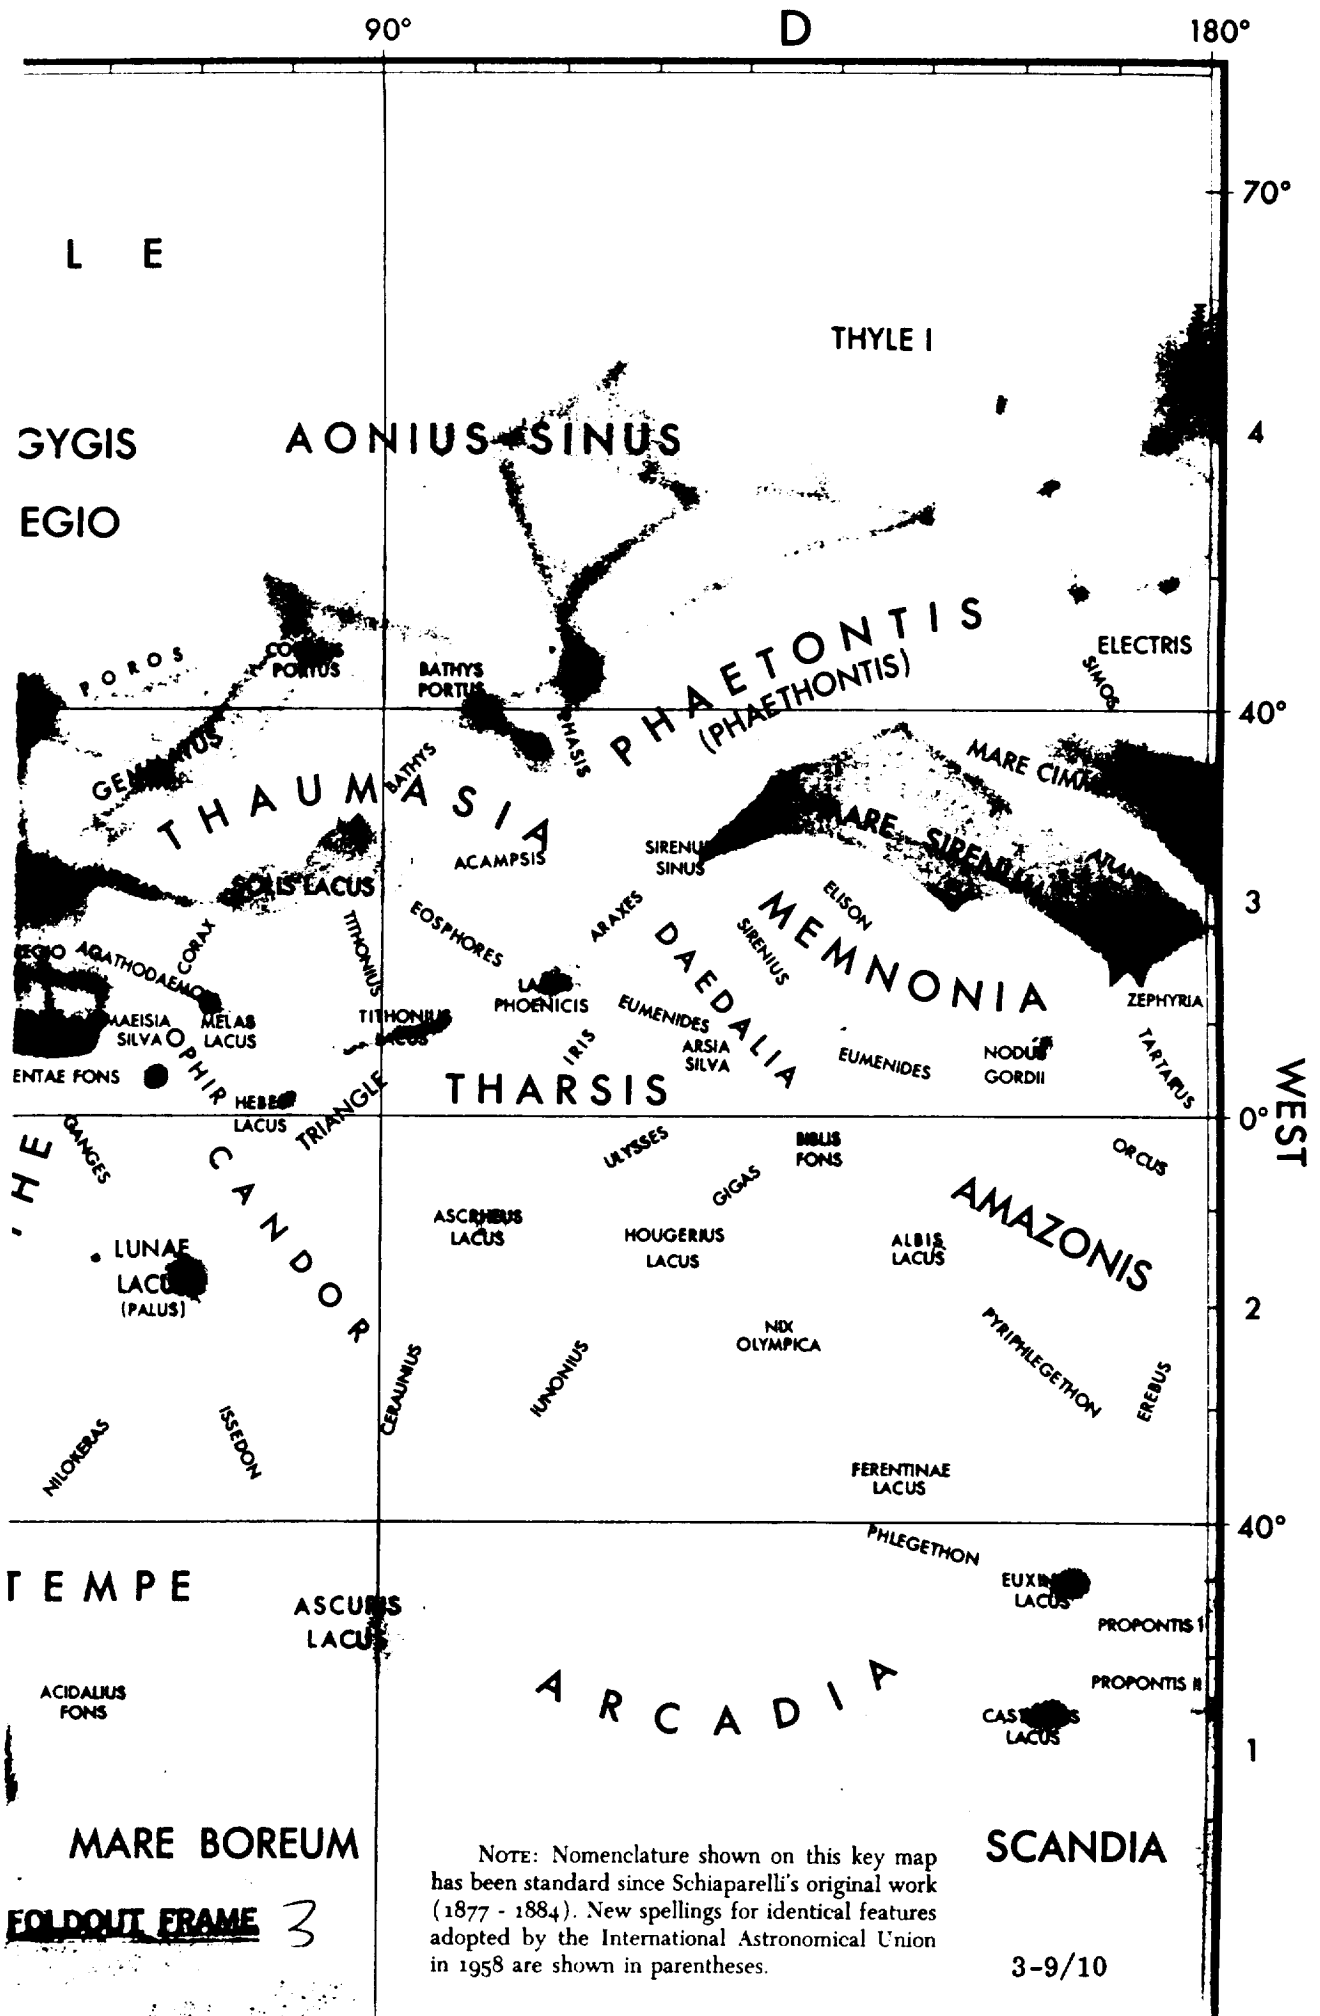 90°
D
180°
70°
L E
THYLE I
GYGIS
AONIUS SINUS
4
EGIO
PHAETONTIS
(PHAETHONTIS)
ELECTRIS
SIMOS
POROS
PORTUS
BATHYS
PORTUS
40°
PHASIS
BATHYS
MARE
THAUMASIA
MARE SIRENUM
ACAMPSIS
SINUS
SOLIS LACUS
3
ELISON
MEMNONIA
ARAXES
EOSPHORES
TITHONIUS
CORAX
SIRENIUS
DAEDALIA
PHOENICIS
EUMENIDES
ZEPHYRIA
MAEISIA
SILVA
MELAS
LACUS
TITHONIUS
LACUS
OPHIR
IRIS
ARSIA
SILVA
EUMENIDES
NODUS
GORDII
TARTARUS
ENTAE FONS
HEBES
LACUS
TRIANGLE
THARSIS
WEST
0°
HE
GANGES
ULYSSES
BIBLIS
FONS
ORCUS
CANDOR
GIGAS
AMAZONIS
LACUS
HOUGERIUS
LACUS
ALBIS
LACUS
LUNAE
LACUS
(PALUS)
2
NIX
OLYMPICA
PYRIPHLEGETHON
CERAUNIUS
IUNONIUS
EREBUS
NILOKERAS
ISSEDON
FERENTINAE
LACUS
40°
PHLEGETHON
TEMPE
LACUS
ASCURIS
LACUS
PROPONTIS I
ACIDALIUS
FONS
PROPONTIS II
ARCADIA
LACUS
1
MARE BOREUM
SCANDIA
NOTE: Nomenclature shown on this key map
has been standard since Schiaparelli's original work
(1877 - 1884). New spellings for identical features
adopted by the International Astronomical Union
in 1958 are shown in parentheses.
FOLDOUT FRAME 3
3-9/10